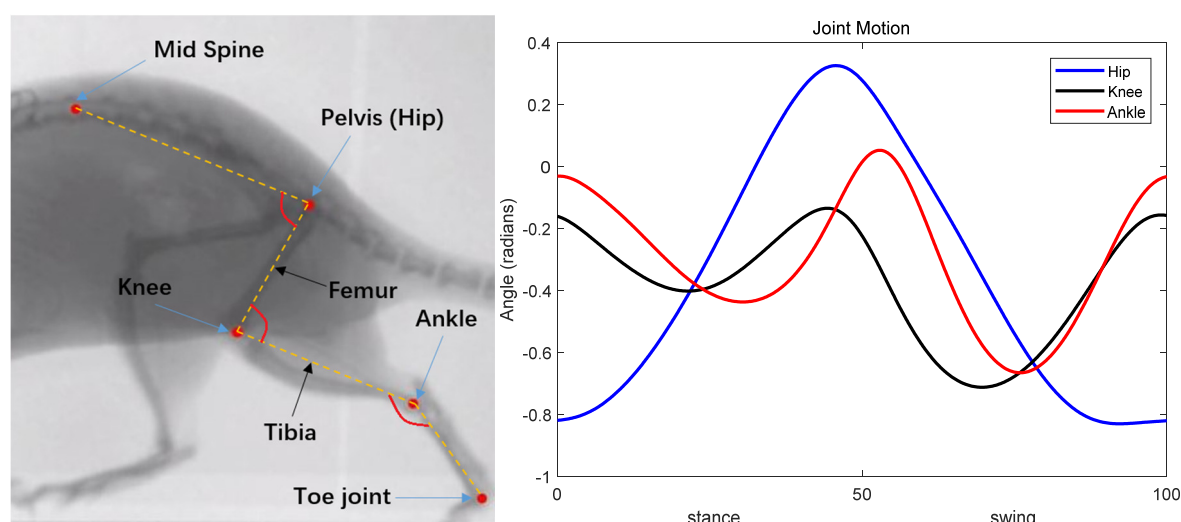 Mid Spine
Pelvis (Hip)
Knee
Femur
Ankle
Tibia
Toe joint
Joint Motion
Hip
Knee
Ankle
Angle (radians)
0.4
0.2
0
-0.2
-0.4
-0.6
-0.8
-1
0
50
100
stance
swing